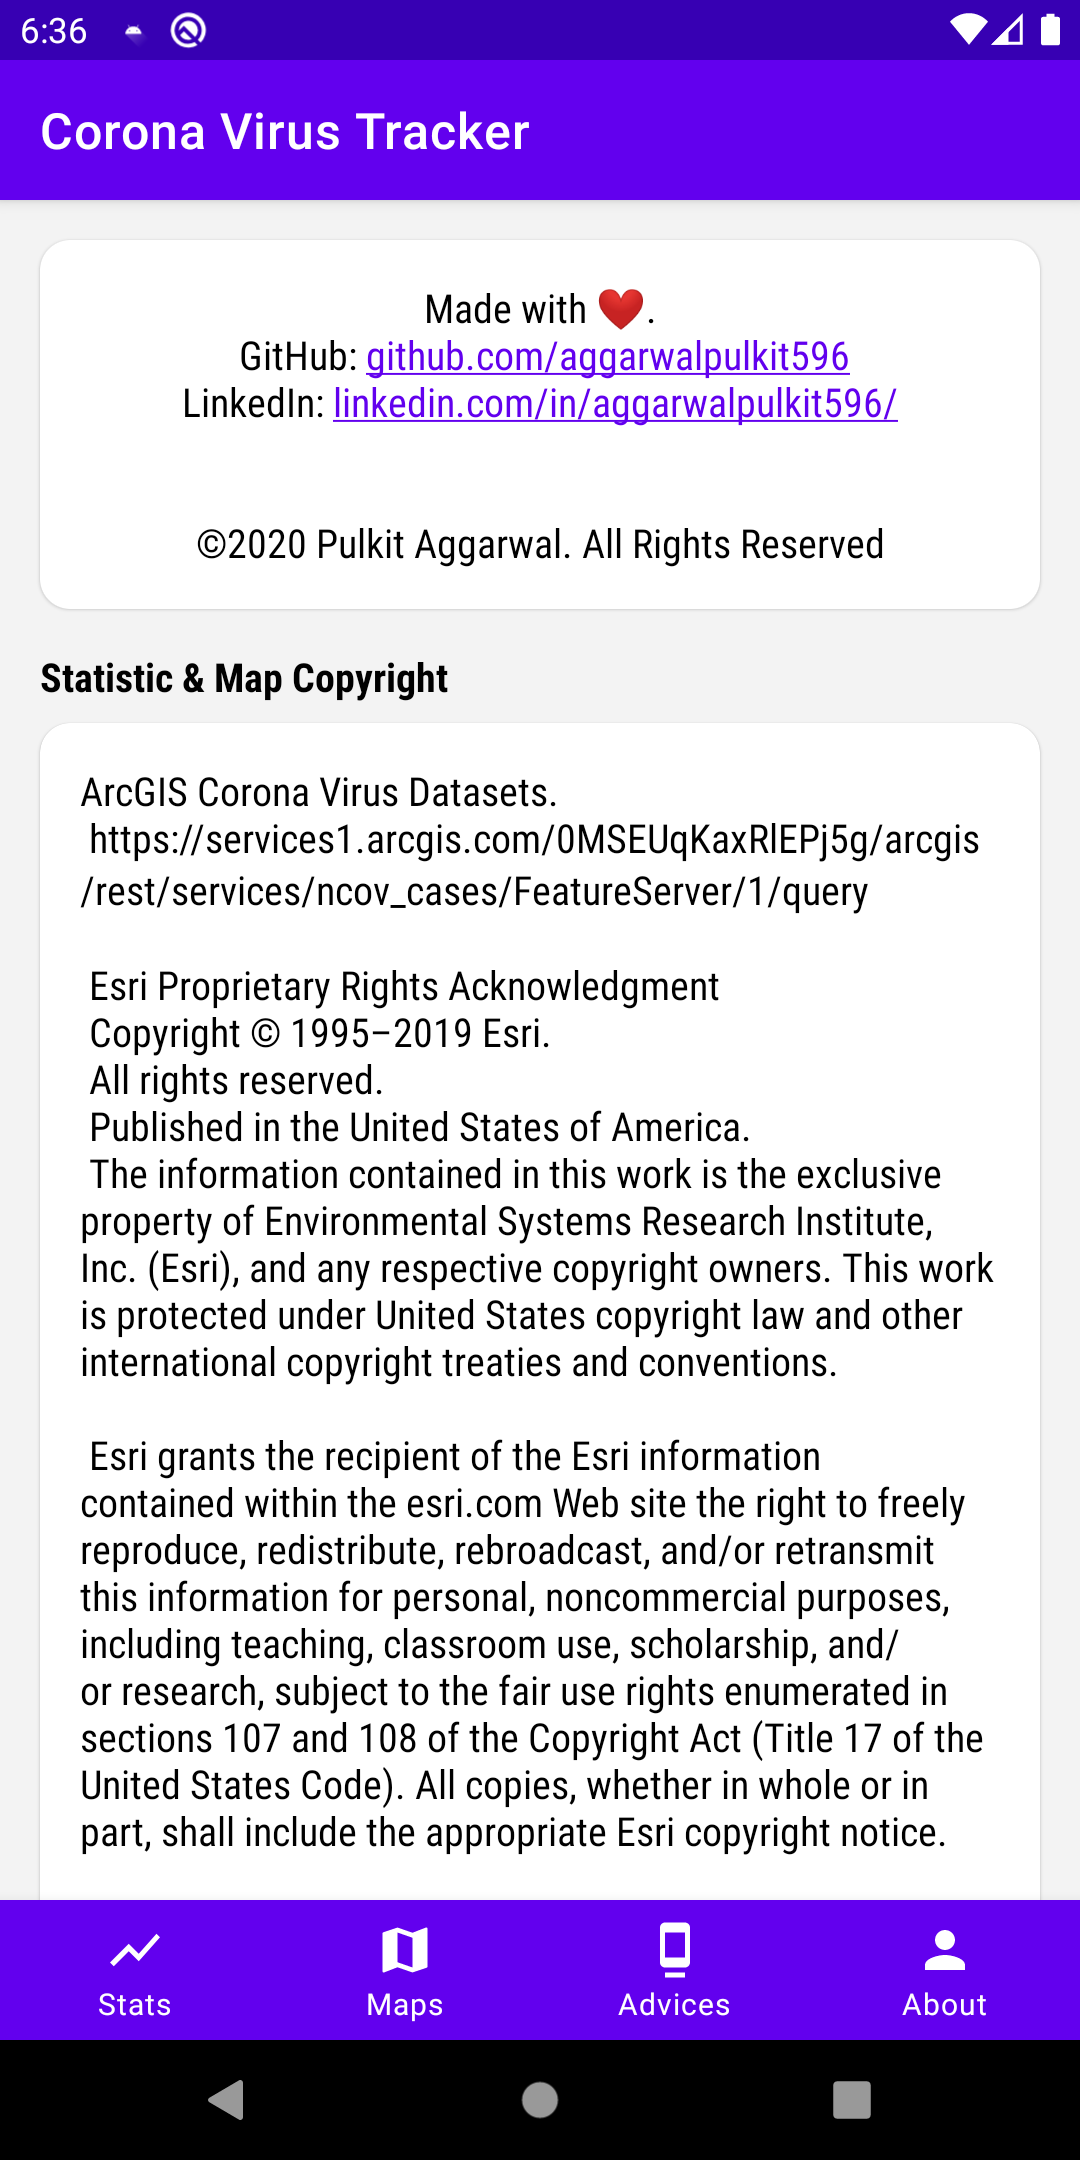 6:36
Corona Virus Tracker
Made with ❤️.
GitHub: github.com/aggarwalpulkit596
LinkedIn: linkedin.com/in/aggarwalpulkit596/
©2020 Pulkit Aggarwal. All Rights Reserved
Statistic & Map Copyright
ArcGIS Corona Virus Datasets.
https://services1.arcgis.com/0MSEUqKaxRlEPj5g/arcgis
/rest/services/ncov_cases/FeatureServer/1/query
Esri Proprietary Rights Acknowledgment
Copyright © 1995–2019 Esri.
All rights reserved.
Published in the United States of America.
The information contained in this work is the exclusive
property of Environmental Systems Research Institute,
Inc. (Esri), and any respective copyright owners. This work
is protected under United States copyright law and other
international copyright treaties and conventions.
Esri grants the recipient of the Esri information
contained within the esri.com Web site the right to freely
reproduce, redistribute, rebroadcast, and/or retransmit
this information for personal, noncommercial purposes,
including teaching, classroom use, scholarship, and/
or research, subject to the fair use rights enumerated in
sections 107 and 108 of the Copyright Act (Title 17 of the
United States Code). All copies, whether in whole or in
part, shall include the appropriate Esri copyright notice.
Stats
Maps
Advices
About